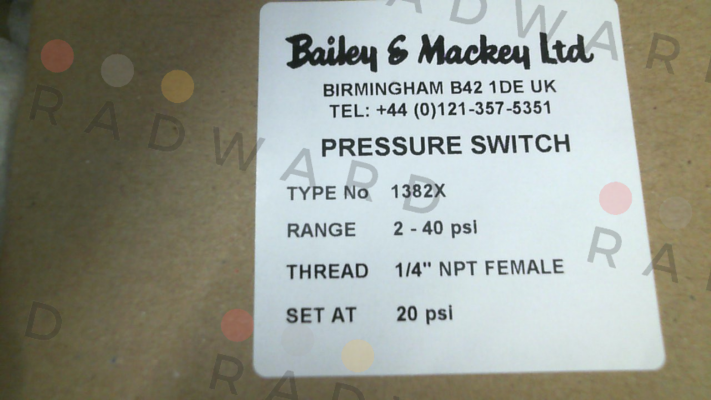 Bailey & Mackey Ltd
BIRMINGHAM B42 1DE UK
TEL: +44 (0)121-357-5351
PRESSURE SWITCH
TYPE No 1382X
RANGE 2 - 40 psi
THREAD 1/4" NPT FEMALE
SET AT 20 psi
RADWARD